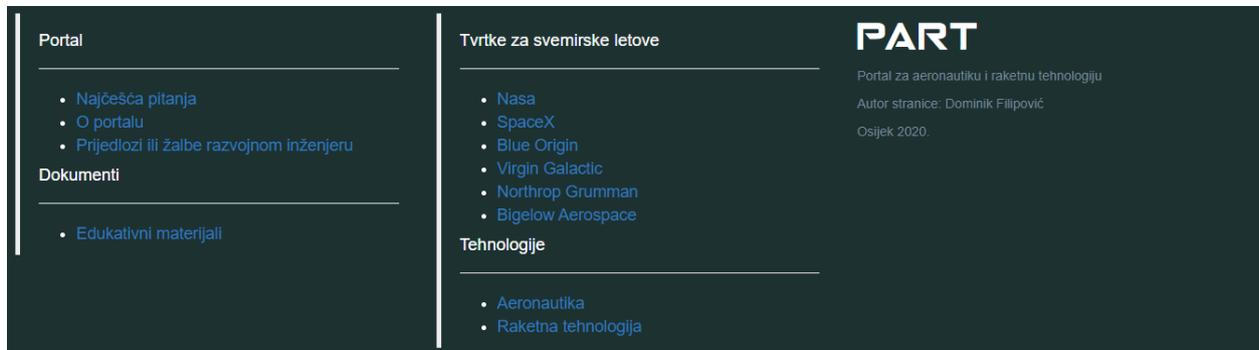 Portal
Najčešća pitanja
O portalu
Prijedlozi ili žalbe razvojnom inženjeru
Dokumenti
Edukativni materijali
Tvrtke za svemirske letove
Nasa
SpaceX
Blue Origin
Virgin Galactic
Northrop Grumman
Bigelow Aerospace
Tehnologije
Aeronautika
Raketna tehnologija
PART
Portal za aeronautiku i raketnu tehnologiju
Autor stranice: Dominik Filipović
Osijek 2020.